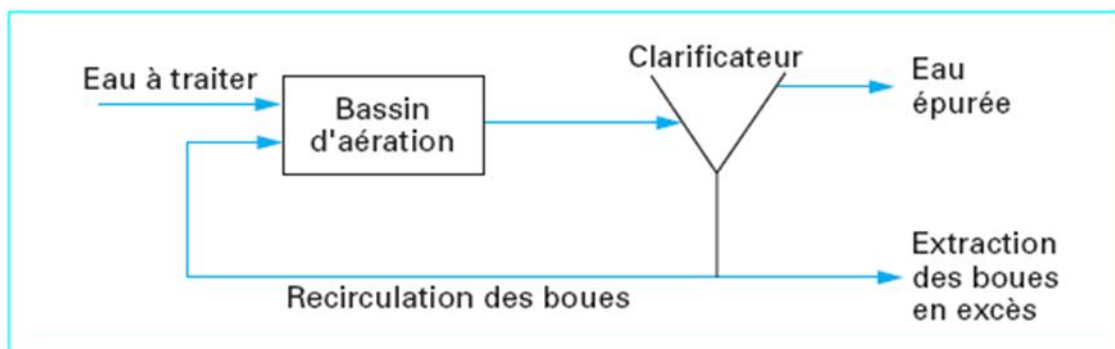 Eau à traiter
Bassin
d'aération
Clarificateur
Eau
épurée
Recirculation des boues
Extraction
des boues
en excès